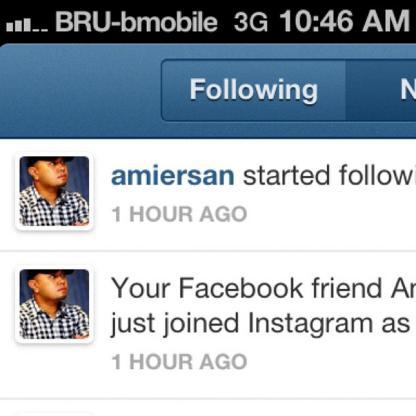 BRU-bmobile 3G 10:46 AM
Following N
amiersan started followi
1 HOUR AGO
Your Facebook friend Am
just joined Instagram as
1 HOUR AGO